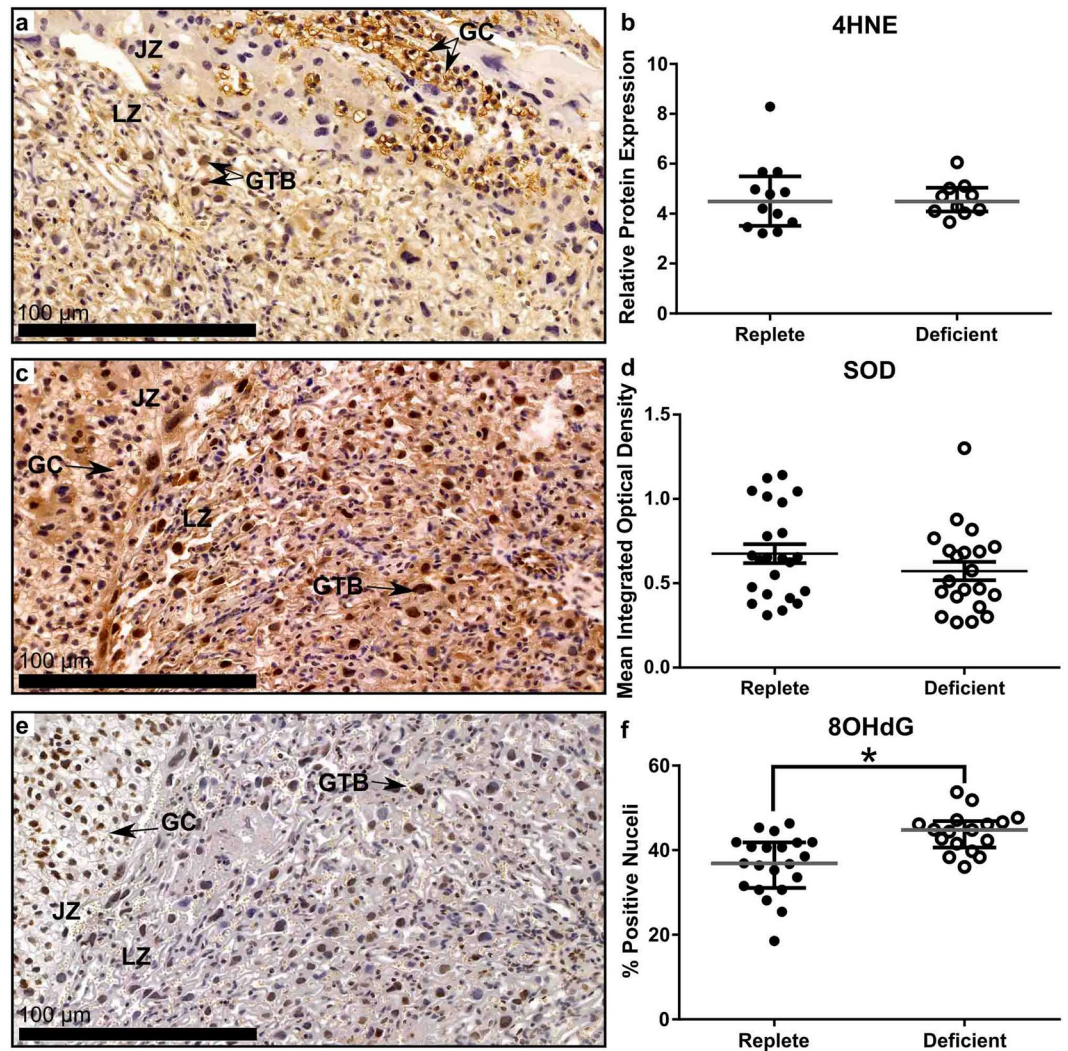 a
JZ
GC
LZ
GTB
100 µm
b
4HNE
Relative Protein Expression
10
8
6
4
2
0
Replete
Deficient
c
JZ
GC
LZ
GTB
100 µm
d
SOD
Mean Integrated Optical Density
1.5
1.0
0.5
0.0
Replete
Deficient
e
GTB
GC
JZ
LZ
100 µm
f
8OHdG
*
% Positive Nuceli
60
40
20
0
Replete
Deficient